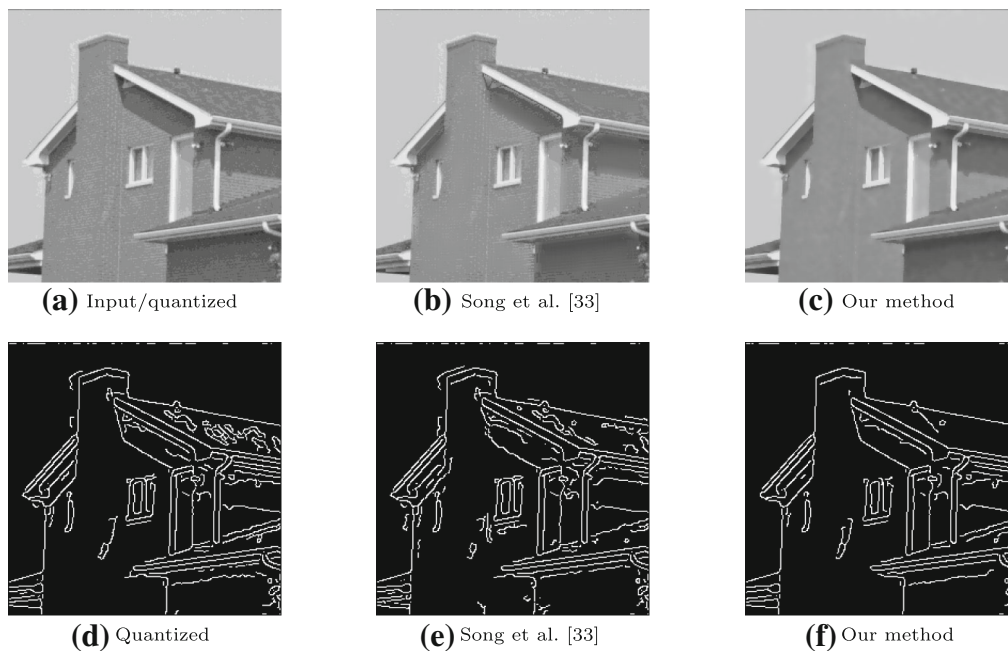 (a) Input/quantized
(b) Song et al. [33]
(c) Our method
(d) Quantized
(e) Song et al. [33]
(f) Our method